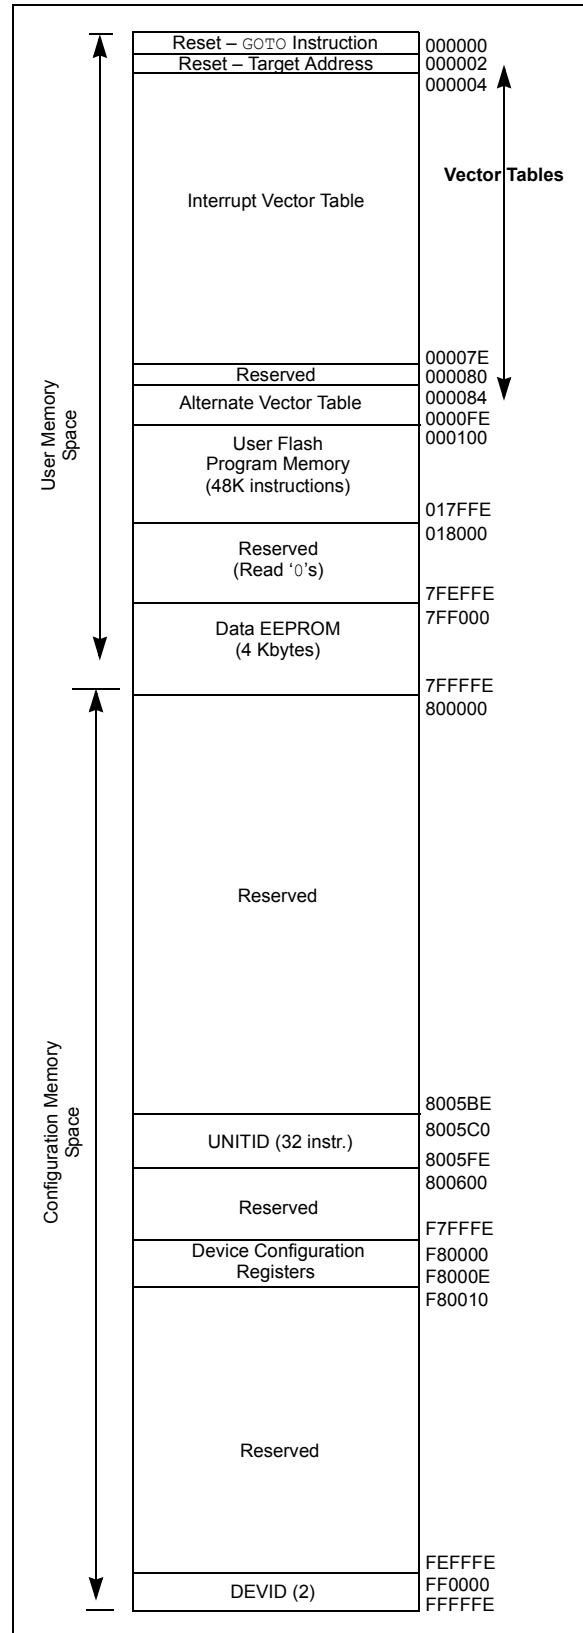 Reset – GOTO Instruction
000000
Reset – Target Address
000002
000004
Vector Tables
Interrupt Vector Table
00007E
Reserved
000080
000084
Alternate Vector Table
0000FE
000100
User Flash
Program Memory
(48K instructions)
017FFE
018000
Reserved
(Read ‘0’s)
7FEFFE
7FF000
Data EEPROM
(4 Kbytes)
7FFFFE
800000
User Memory
Space
Reserved
8005BE
8005C0
UNITID (32 instr.)
8005FE
800600
Reserved
F7FFFE
Device Configuration
Registers
F80000
F8000E
F80010
Configuration Memory
Space
Reserved
FEFFFE
FF0000
DEVID (2)
FFFFFE